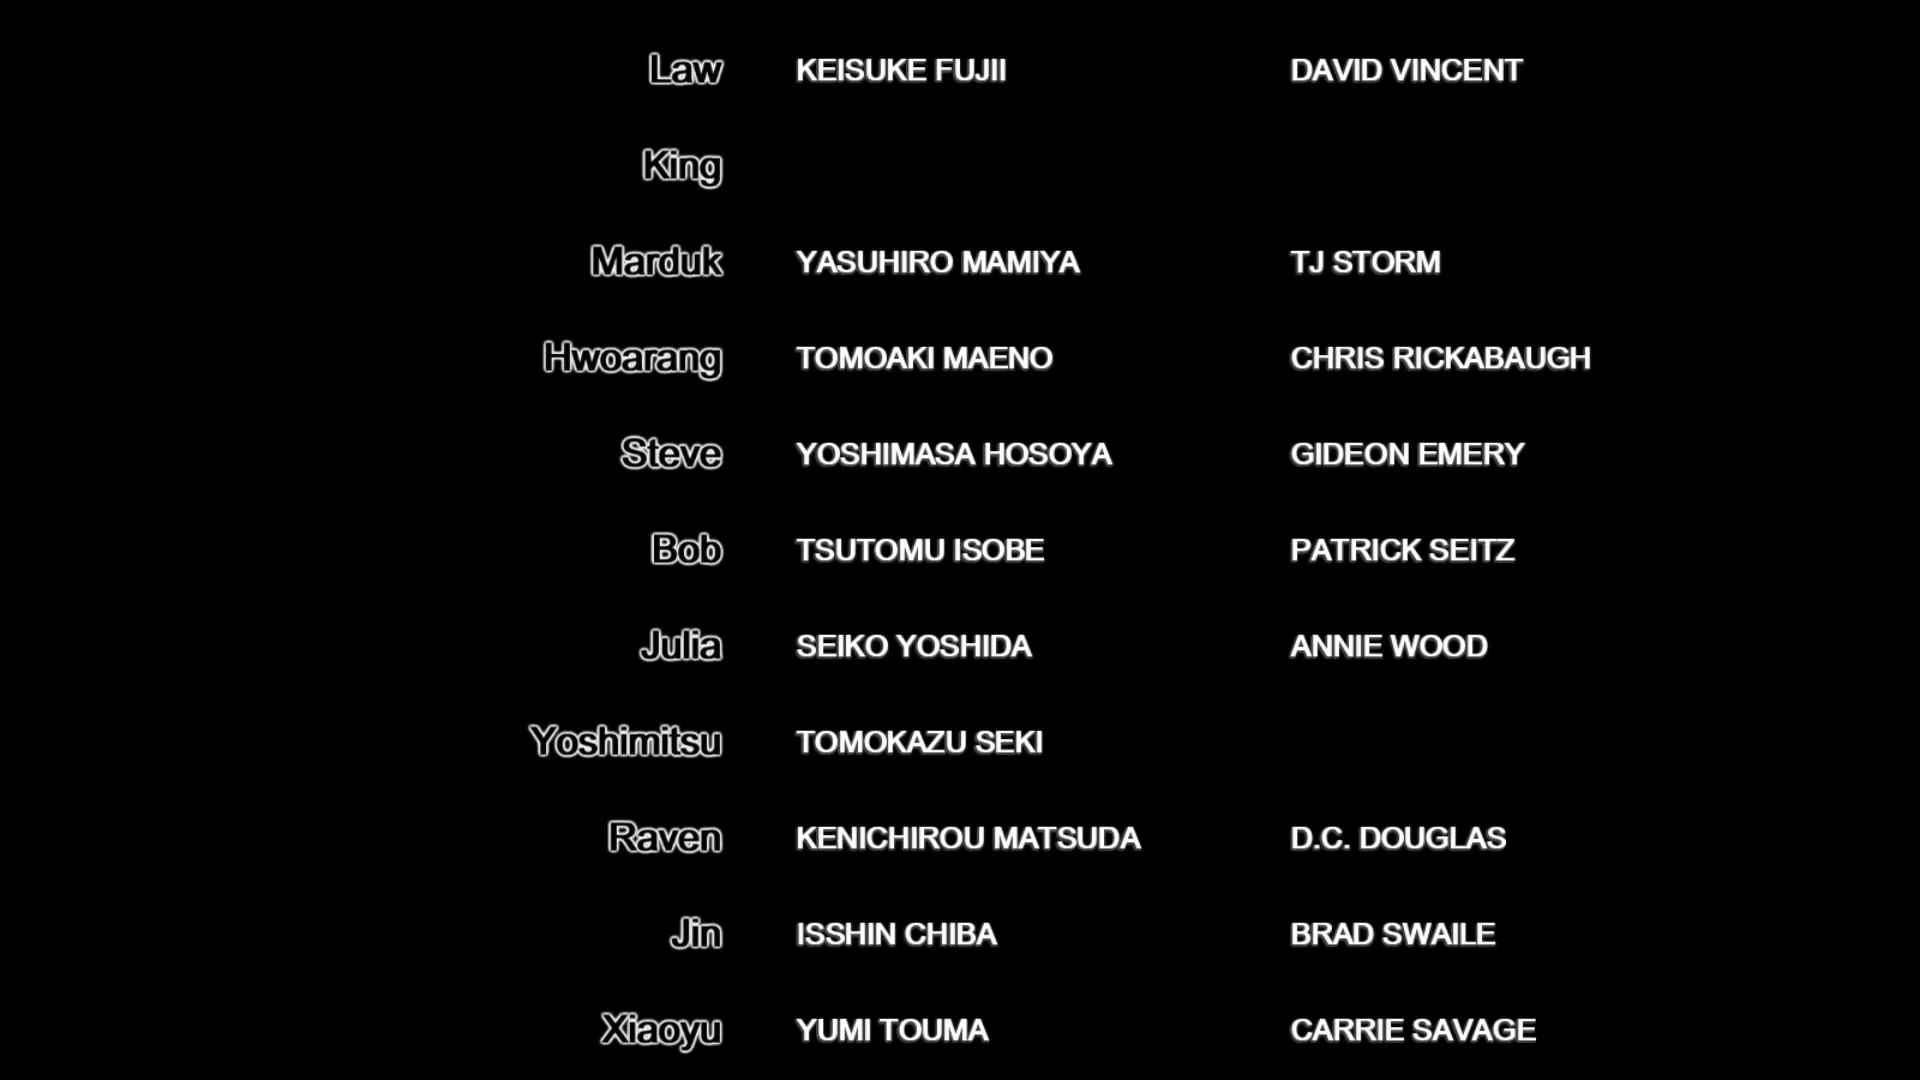 Law KEISUKE FUJII DAVID VINCENT
King
Marduk YASUHIRO MAMIYA TJ STORM
Hwoarang TOMOAKI MAENO CHRIS RICKABAUGH
Steve YOSHIMASA HOSOYA GIDEON EMERY
Bob TSUTOMU ISOBE PATRICK SEITZ
Julia SEIKO YOSHIDA ANNIE WOOD
Yoshimitsu TOMOKAZU SEKI
Raven KENICHIROU MATSUDA D.C. DOUGLAS
Jin ISSHIN CHIBA BRAD SWAILE
Xiaoyu YUMI TOUMA CARRIE SAVAGE